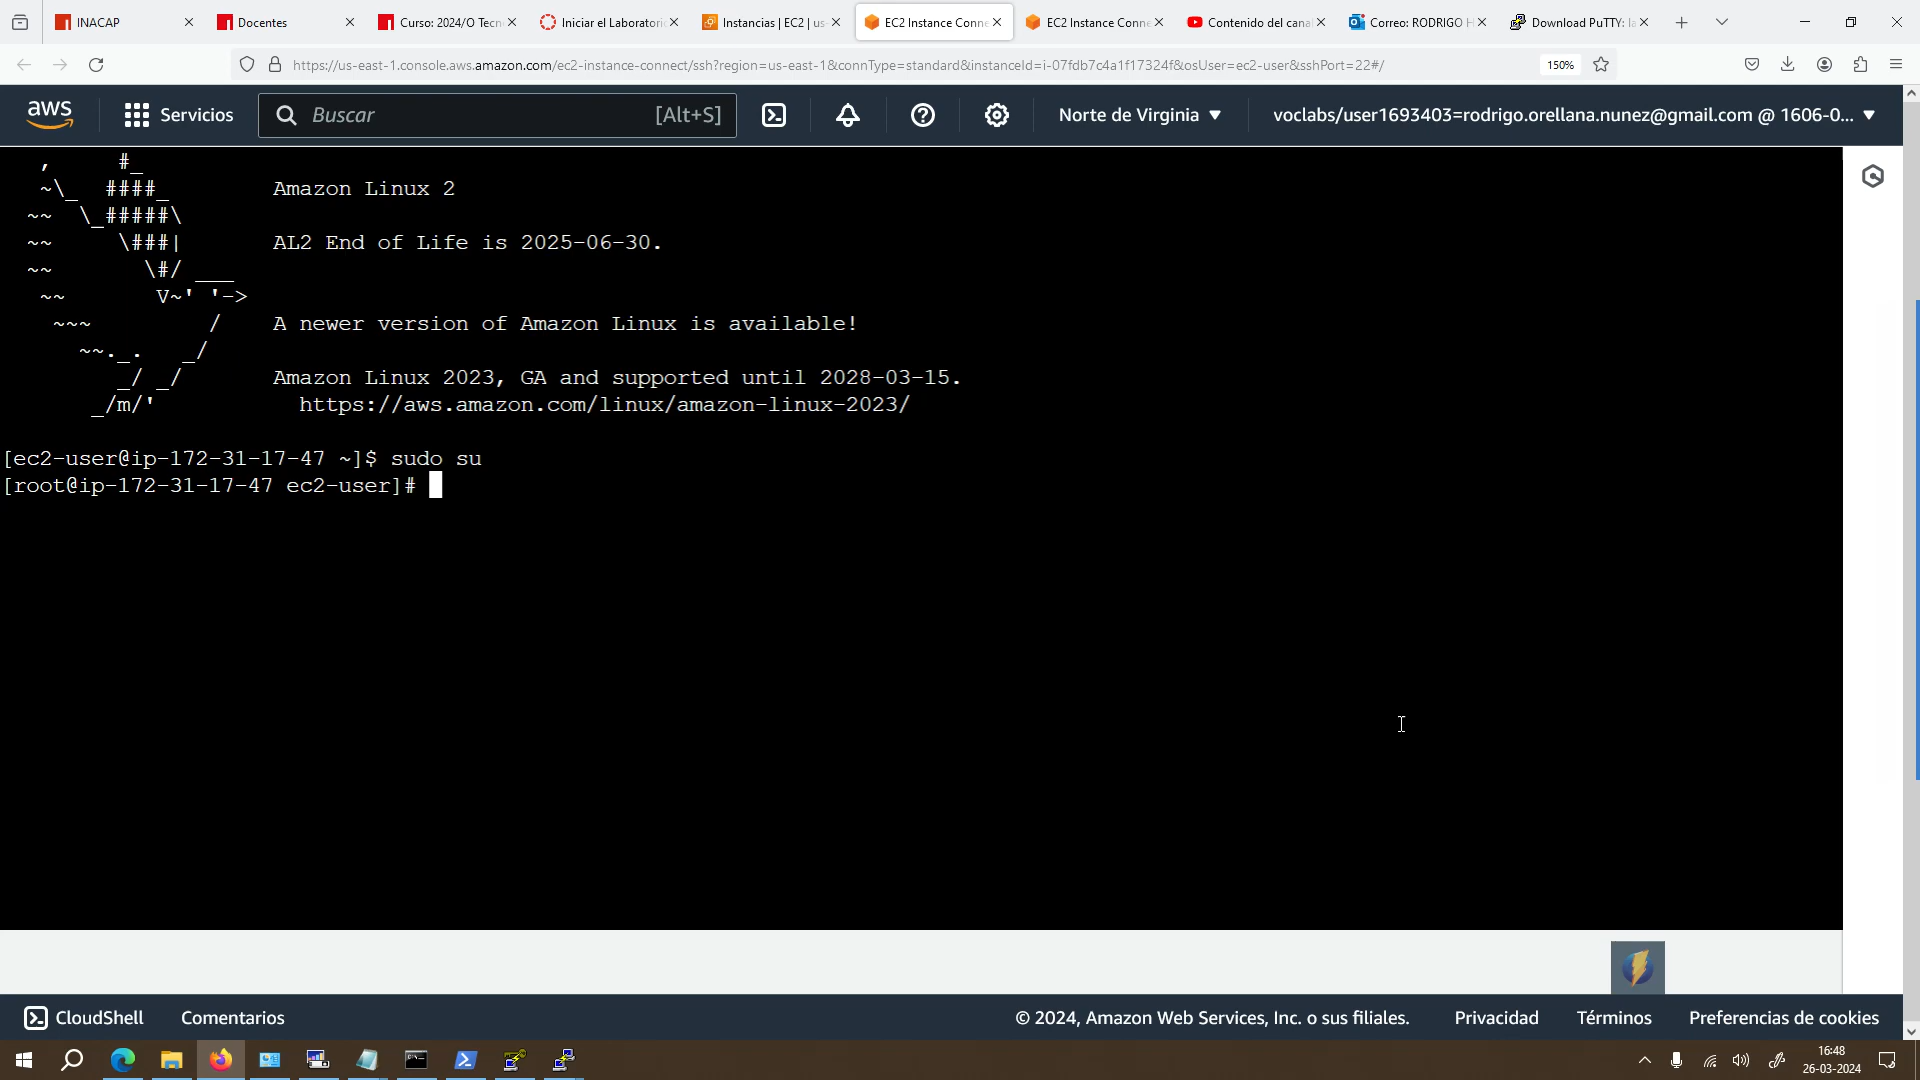 INACAP
Docentes
Curso: 2024/O Tecn
Iniciar el Laboratorio
Instancias | EC2 | us-
EC2 Instance Conne
EC2 Instance Conne
Contenido del cana
Correo: RODRIGO H
Download PuTTY: la
https://us-east-1.console.aws.amazon.com/ec2-instance-connect/ssh?region=us-east-1&connType=standard&instanceId=i-07fdb7c4a1f17324f&osUser=ec2-user&sshPort=22#/
150%
aws
Servicios
Buscar
[Alt+S]
Norte de Virginia
voclabs/user1693403=rodrigo.orellana.nunez@gmail.com @ 1606-0...
   ,      #_
   ~\_  ####_        Amazon Linux 2
  ~~  \_#####\
  ~~     \###|       AL2 End of Life is 2025-06-30.
  ~~       \#/ ___
   ~~       V~' '->
    ~~~         /    A newer version of Amazon Linux is available!
      ~~._.   _/
         _/ _/       Amazon Linux 2023, GA and supported until 2028-03-15.
       _/m/'           https://aws.amazon.com/linux/amazon-linux-2023/
[ec2-user@ip-172-31-17-47 ~]$ sudo su
[root@ip-172-31-17-47 ec2-user]#
CloudShell
Comentarios
© 2024, Amazon Web Services, Inc. o sus filiales.
Privacidad
Términos
Preferencias de cookies
16:48
26-03-2024